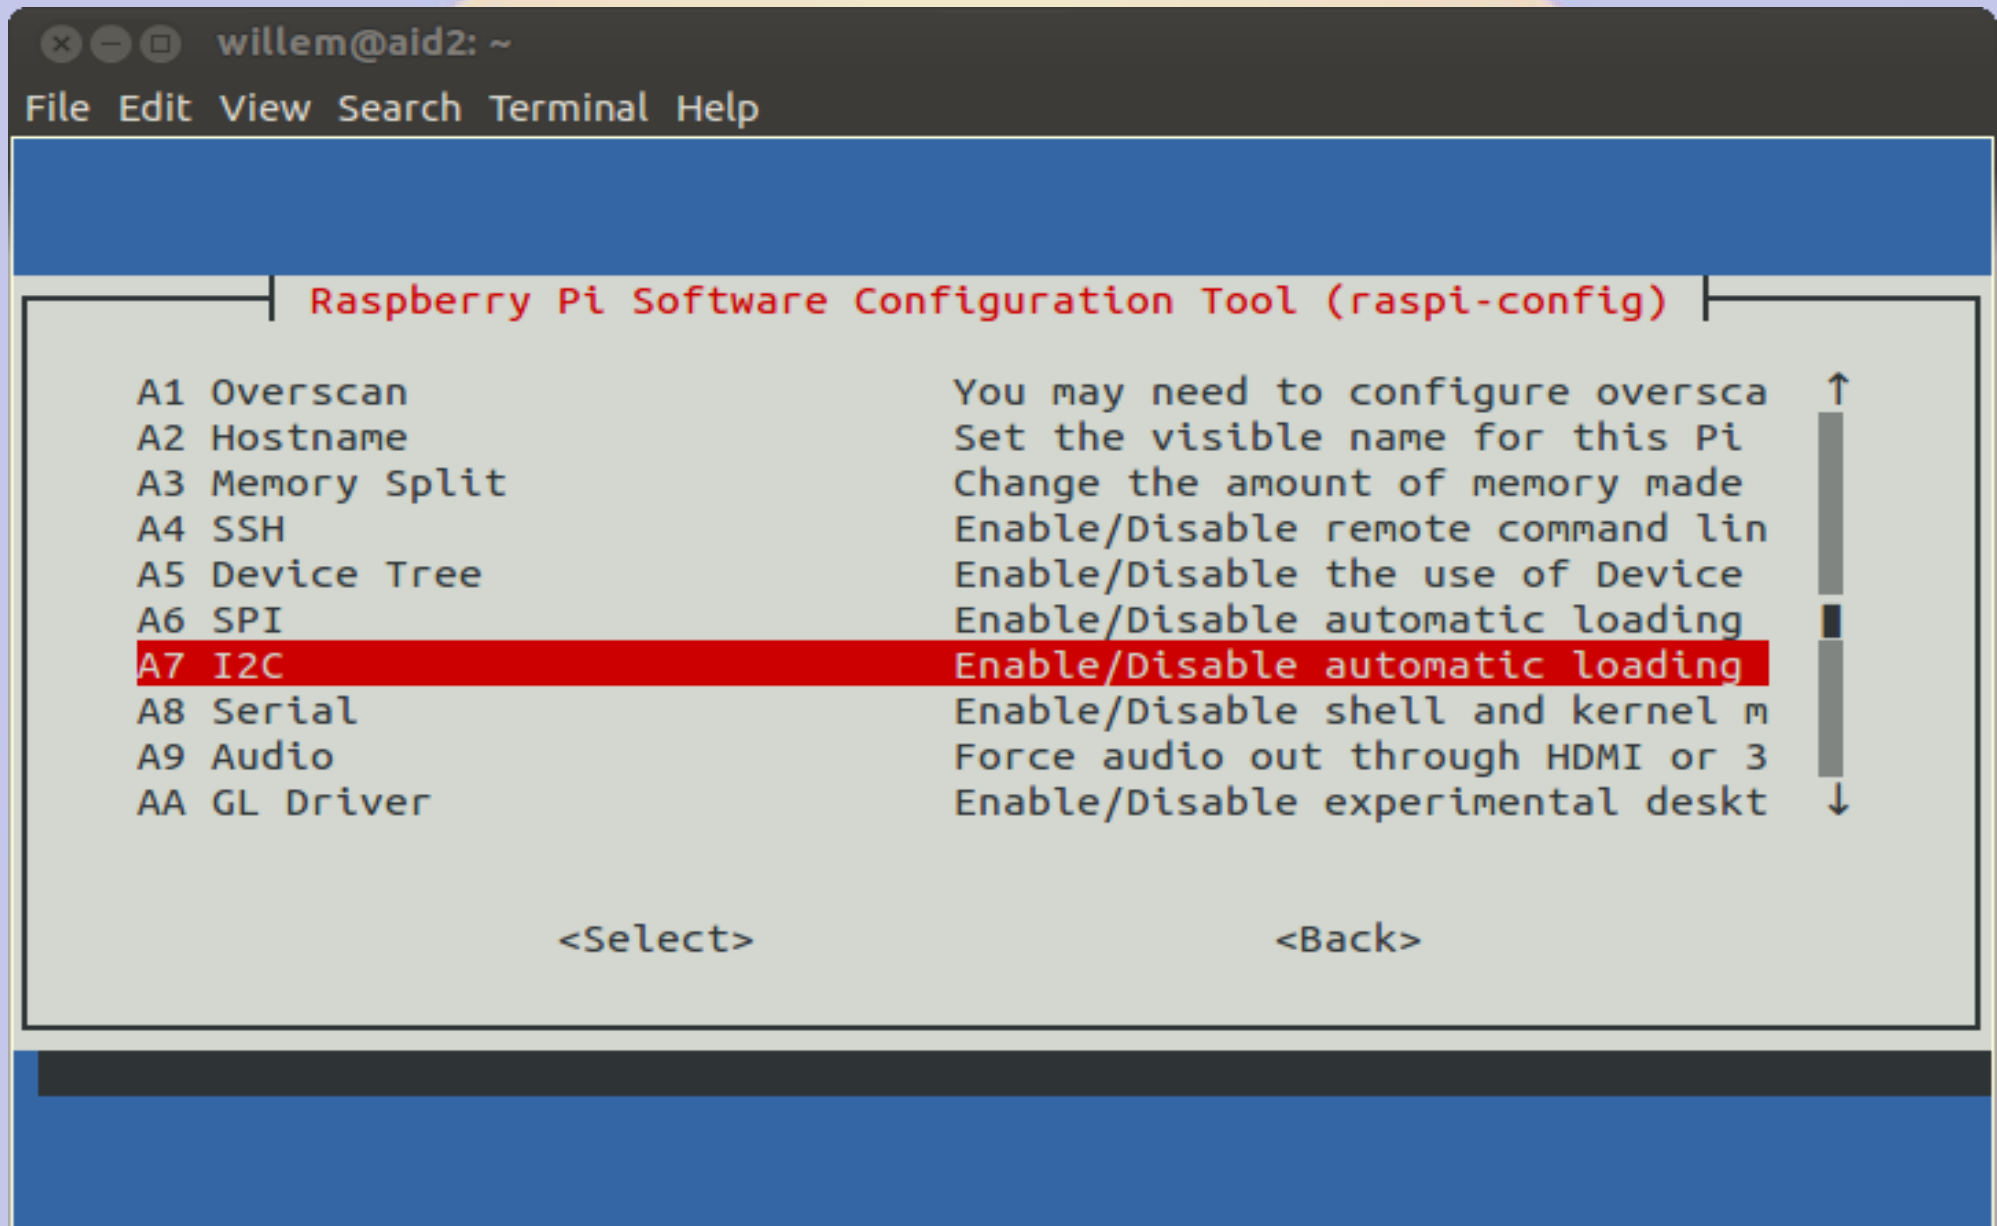 willem@aid2: ~
File Edit View Search Terminal Help
Raspberry Pi Software Configuration Tool (raspi-config)
A1 Overscan You may need to configure oversca ↑
A2 Hostname Set the visible name for this Pi
A3 Memory Split Change the amount of memory made
A4 SSH Enable/Disable remote command lin
A5 Device Tree Enable/Disable the use of Device
A6 SPI Enable/Disable automatic loading
A7 I2C Enable/Disable automatic loading
A8 Serial Enable/Disable shell and kernel m
A9 Audio Force audio out through HDMI or 3
AA GL Driver Enable/Disable experimental deskt ↓
<Select> <Back>